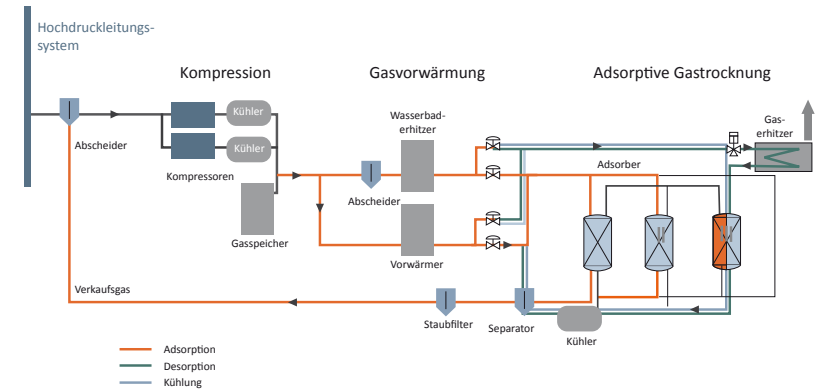 Hochdruckleitungs-
system
Kompression
Gasvorwärmung
Adsorptive Gastrocknung
Wasserbad-
erhitzer
Gas-
erhitzer
Kühler
Kühler
Abscheider
Kompressoren
Adsorber
Abscheider
Gasspeicher
Vorwärmer
Verkaufsgas
Staubfilter
Separator
Kühler
Adsorption
Desorption
Kühlung